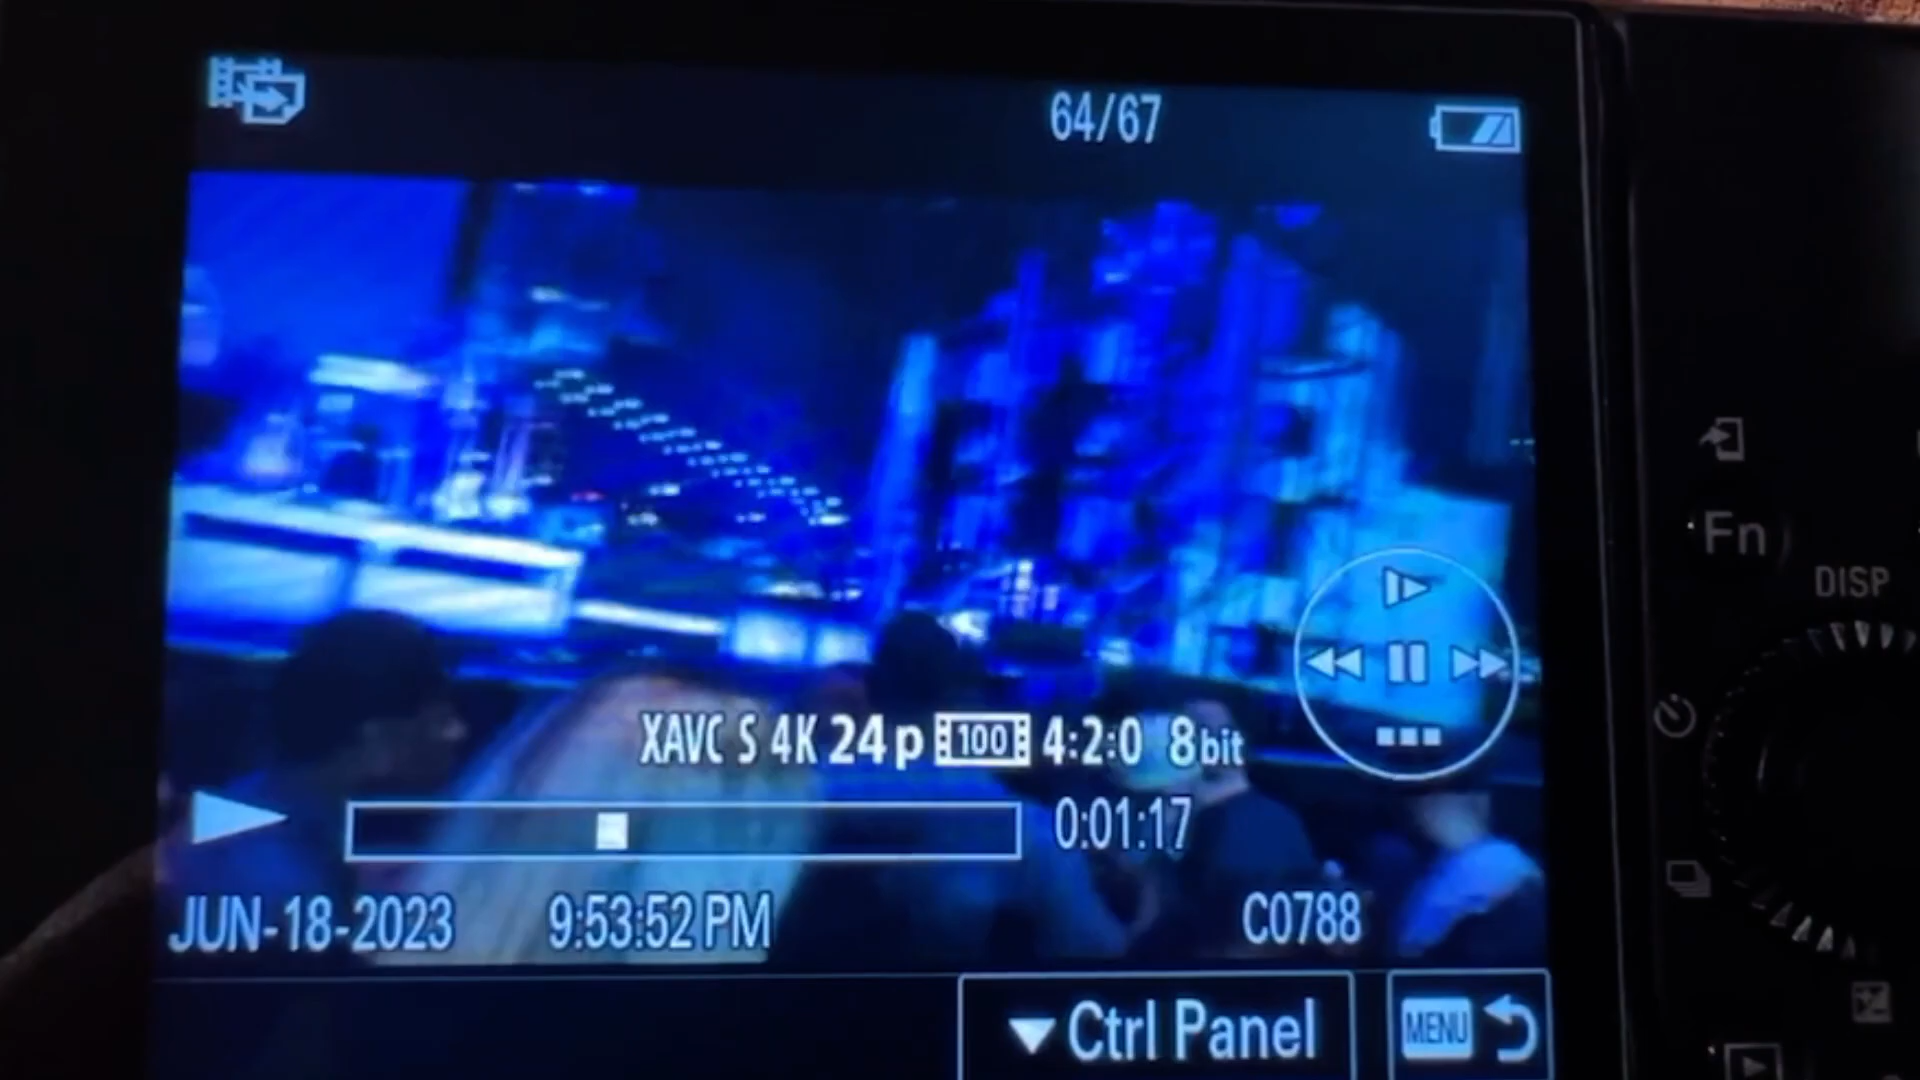 64/67
Fn
DISP
XAVC S 4K 24p 100 4:2:0 8bit
0:01:17
JUN-18-2023 9:53:52 PM C0788
Ctrl Panel MENU